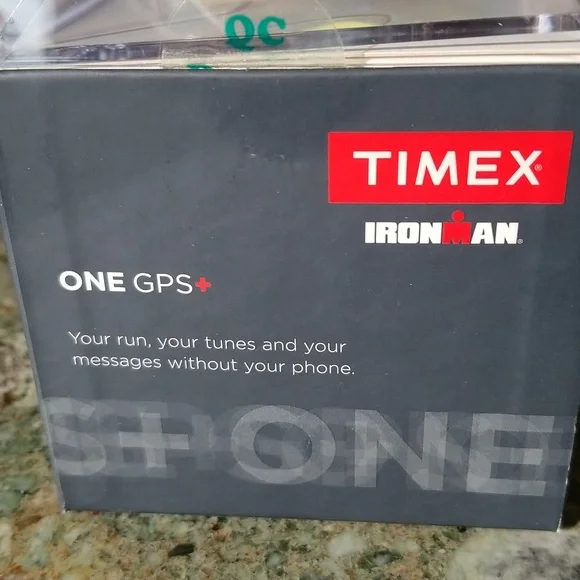 QC
TIMEX®
IRONMAN®
ONE GPS+
Your run, your tunes and your
messages without your phone.
S+ONE